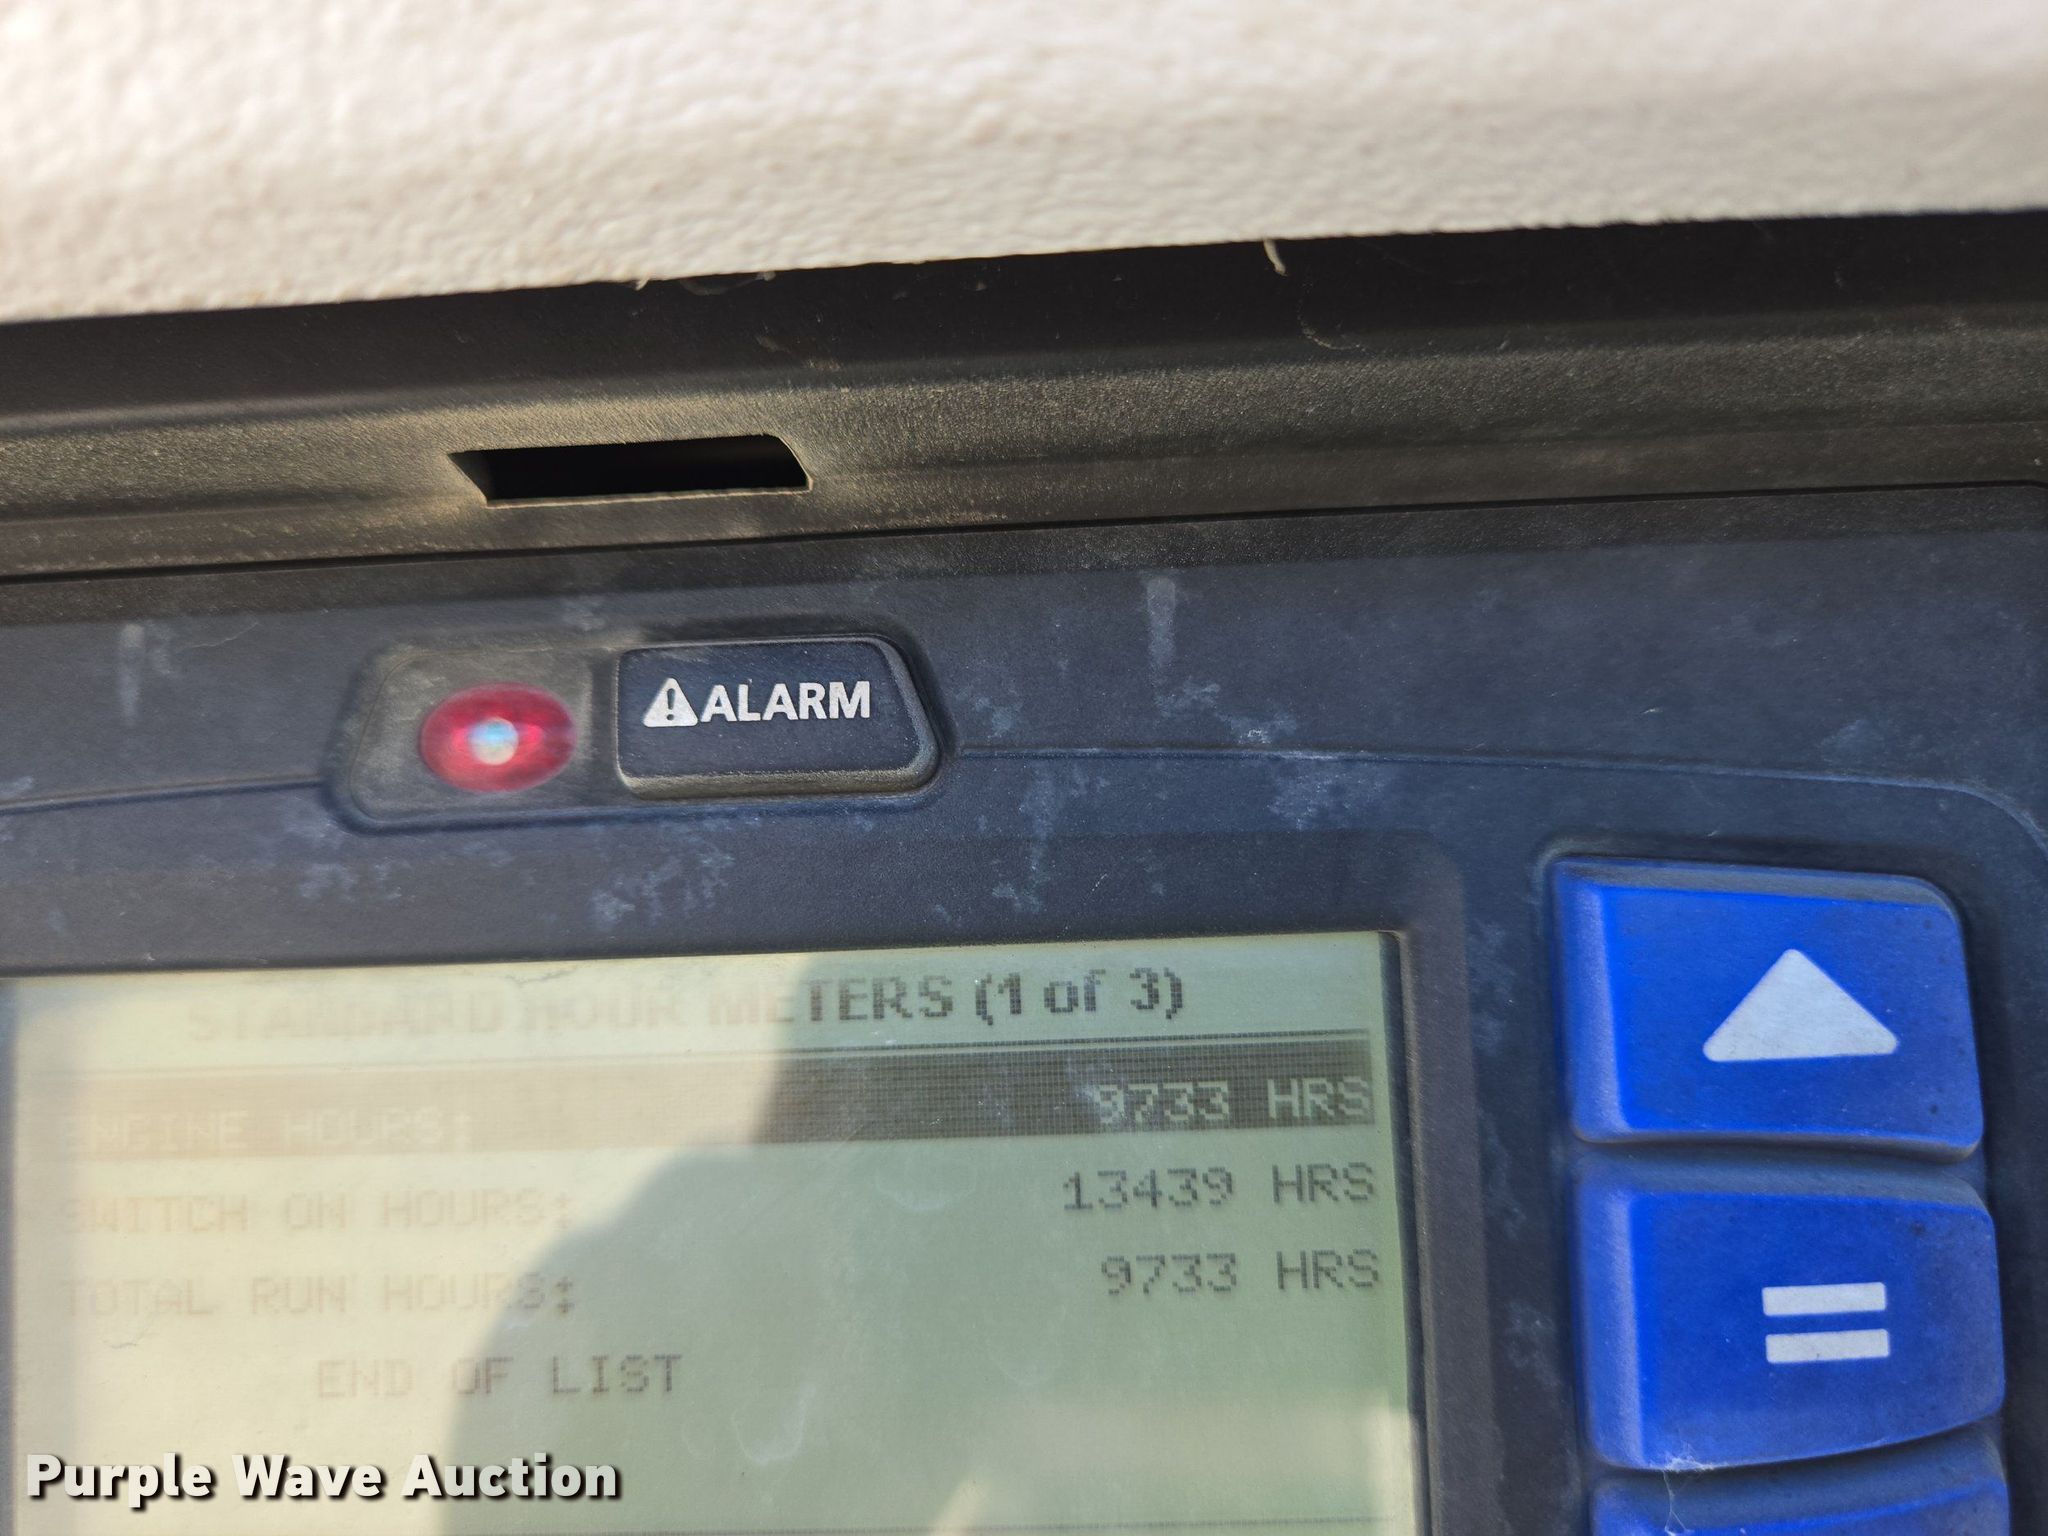 ⚠ALARM
STANDARD HOUR METERS (1 of 3)
ENGINE HOURS: 9733 HRS
SWITCH ON HOURS: 13439 HRS
TOTAL RUN HOURS: 9733 HRS
END OF LIST
=
Purple Wave Auction